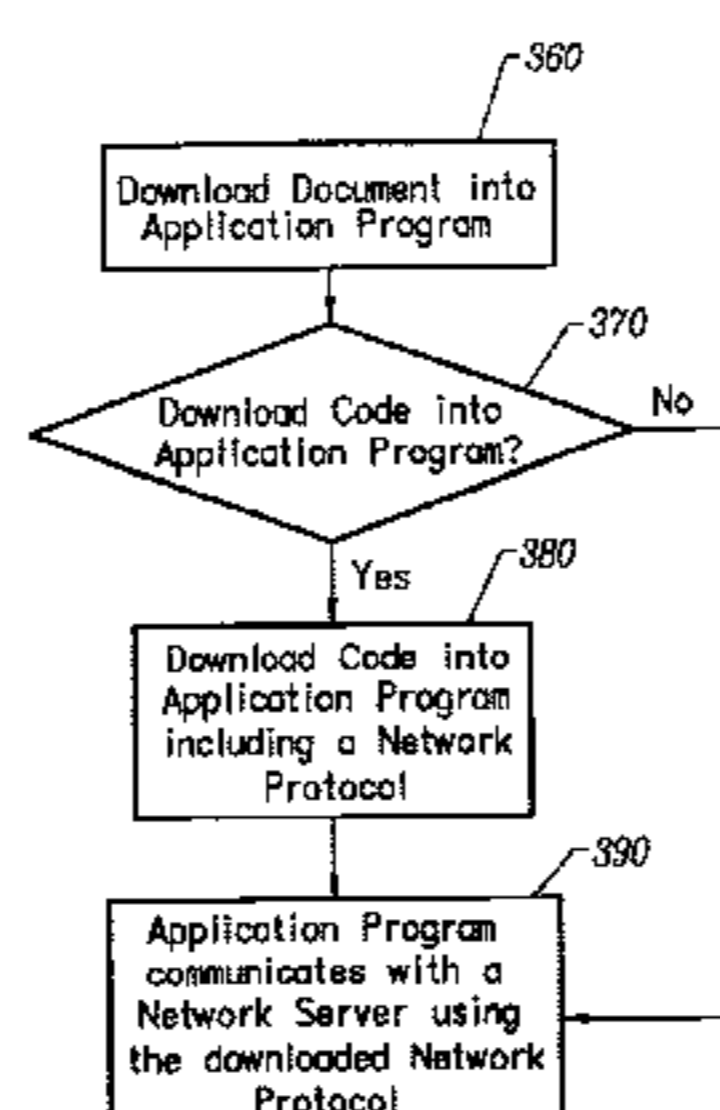 360
Download Document into
Application Program
370
Download Code into
Application Program?
No
Yes
380
Download Code into
Application Program
including a Network
Protocol
390
Application Program
communicates with a
Network Server using
the downloaded Network
Protocol